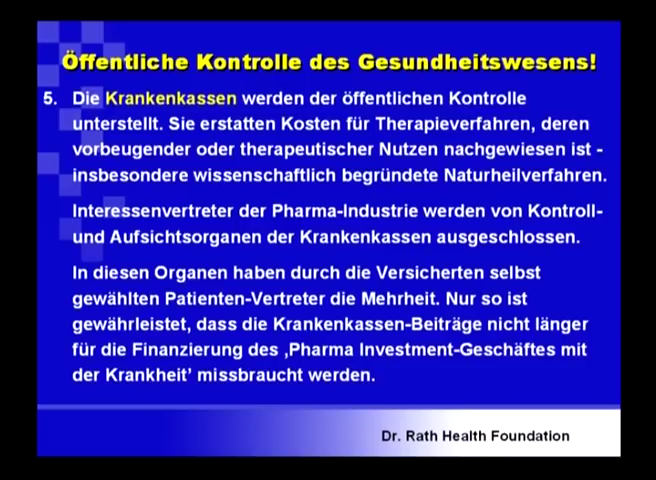 Öffentliche Kontrolle des Gesundheitswesens!
5. Die Krankenkassen werden der öffentlichen Kontrolle
unterstellt. Sie erstatten Kosten für Therapieverfahren, deren
vorbeugender oder therapeutischer Nutzen nachgewiesen ist -
insbesondere wissenschaftlich begründete Naturheilverfahren.
Interessenvertreter der Pharma-Industrie werden von Kontroll-
und Aufsichtsorganen der Krankenkassen ausgeschlossen.
In diesen Organen haben durch die Versicherten selbst
gewählten Patienten-Vertreter die Mehrheit. Nur so ist
gewährleistet, dass die Krankenkassen-Beiträge nicht länger
für die Finanzierung des ‚Pharma Investment-Geschäftes mit
der Krankheit’ missbraucht werden.
Dr. Rath Health Foundation